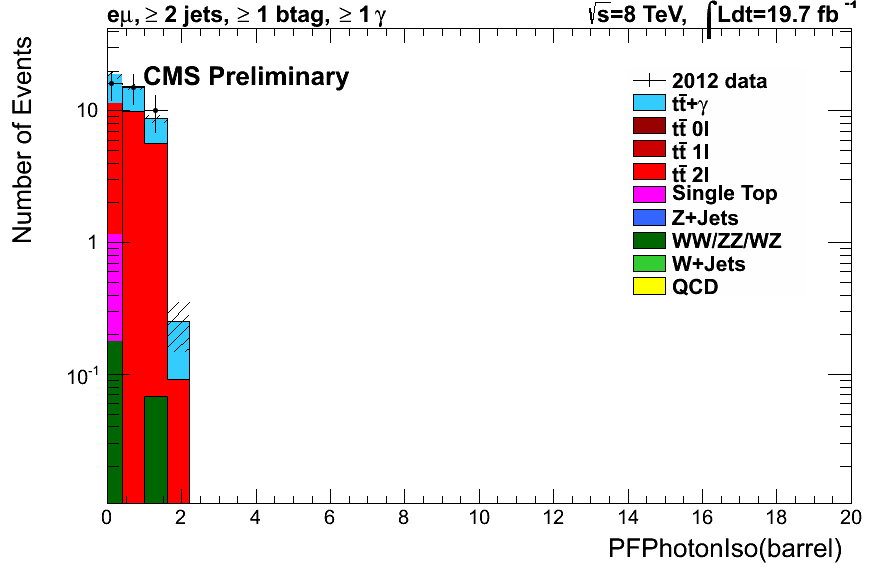 eμ, ≥ 2 jets, ≥ 1 btag, ≥ 1 γ
√s=8 TeV, ∫Ldt=19.7 fb⁻¹
CMS Preliminary
2012 data
tt̄+γ
tt̄ 0l
tt̄ 1l
tt̄ 2l
Single Top
Z+Jets
WW/ZZ/WZ
W+Jets
QCD
Number of Events
10
1
10⁻¹
0 2 4 6 8 10 12 14 16 18 20
PFPhotonIso(barrel)